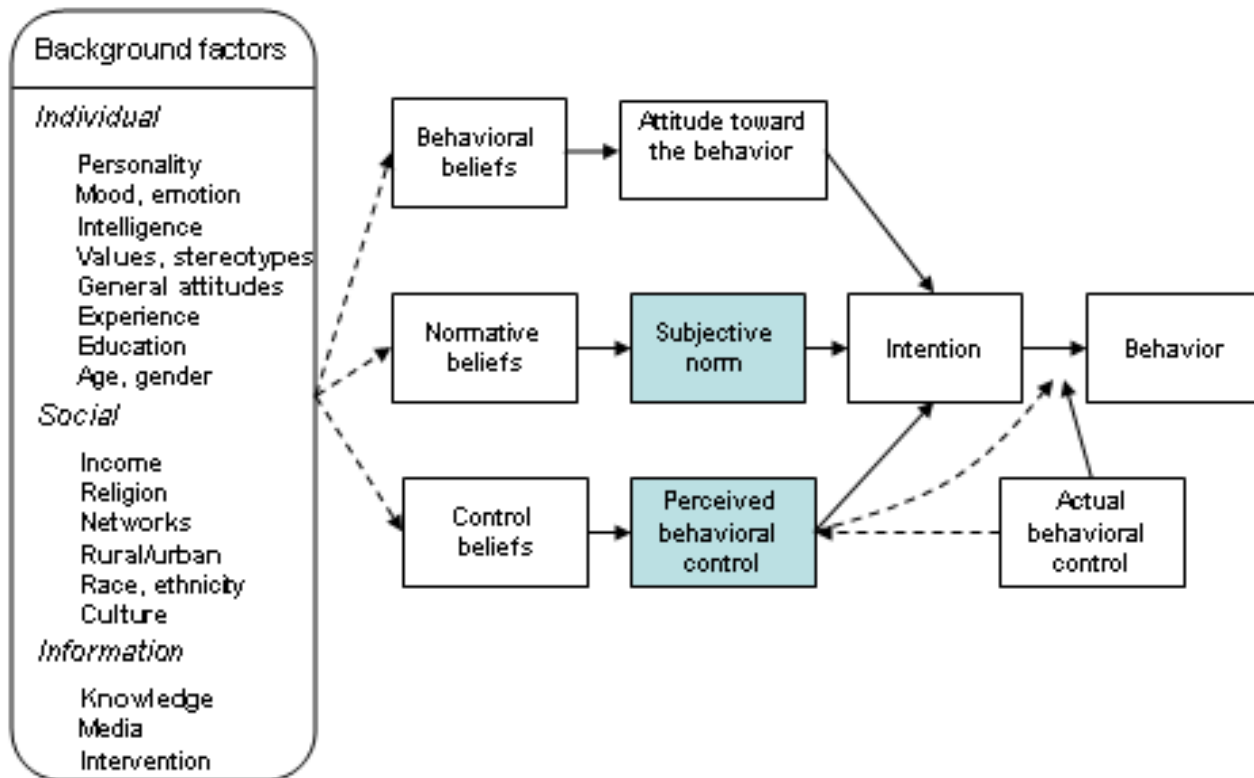 Background factors
Individual
Personality
Mood, emotion
Intelligence
Values, stereotypes
General attitudes
Experience
Education
Age, gender
Social
Income
Religion
Networks
Rural/urban
Race, ethnicity
Culture
Information
Knowledge
Media
Intervention
Behavioral
beliefs
Attitude toward
the behavior
Normative
beliefs
Subjective
norm
Intention
Behavior
Control
beliefs
Perceived
behavioral
control
Actual
behavioral
control